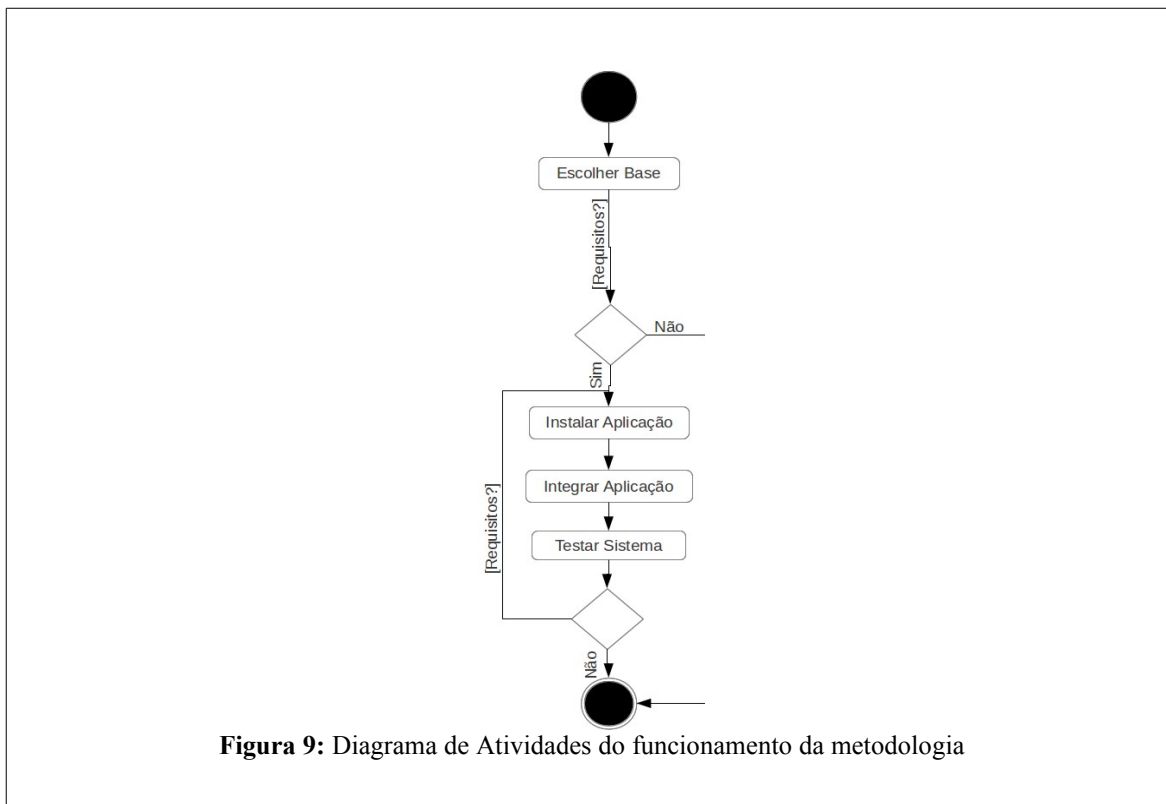 Escolher Base
[Requisitos?]
Não
Sim
Instalar Aplicação
Integrar Aplicação
[Requisitos?]
Testar Sistema
Não
Figura 9: Diagrama de Atividades do funcionamento da metodologia